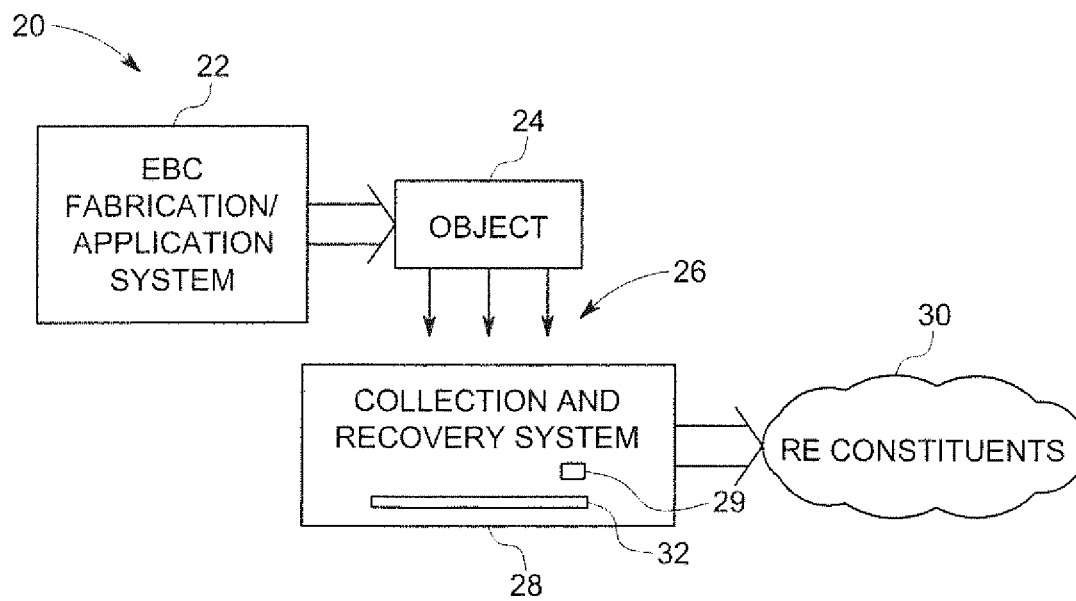 20
22
EBC
FABRICATION/
APPLICATION
SYSTEM
24
OBJECT
26
COLLECTION AND
RECOVERY SYSTEM
30
RE CONSTITUENTS
29
32
28